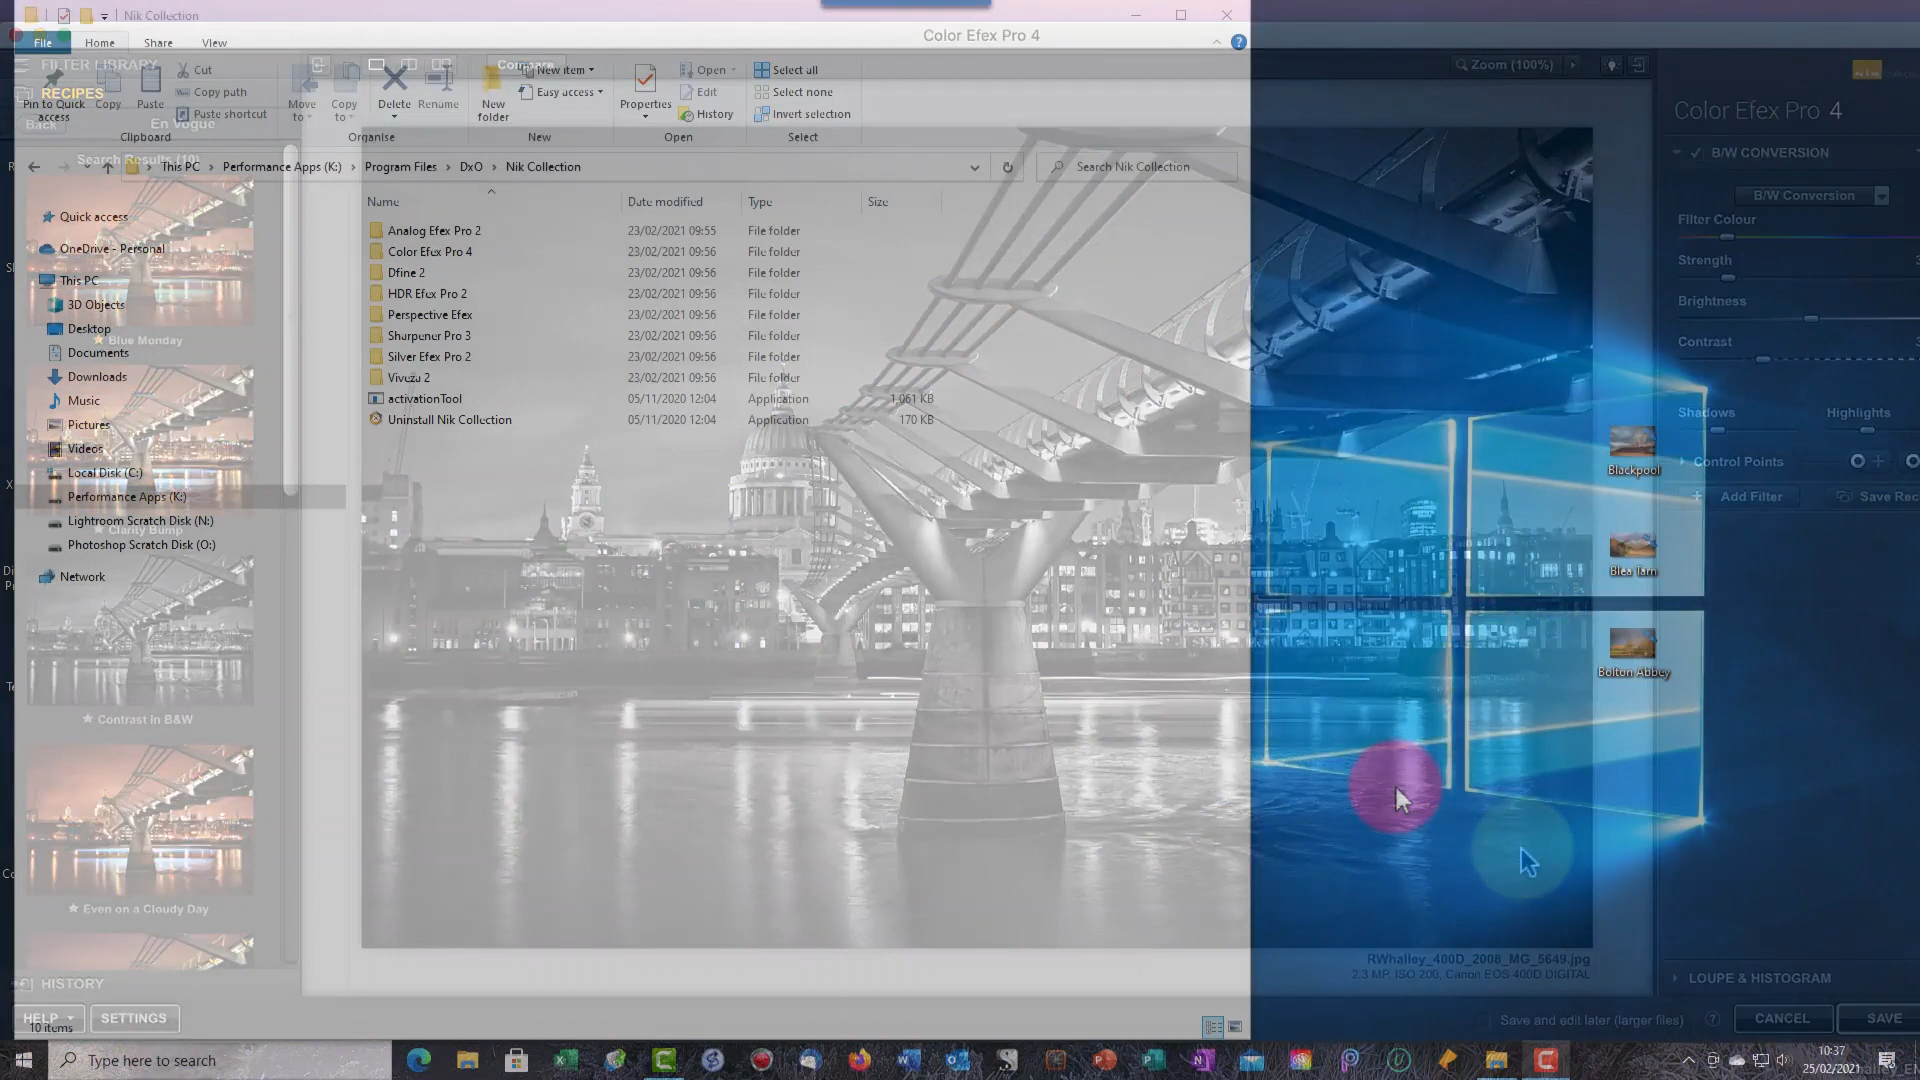 Nik Collection
Color Efex Pro 4
File Home Share View
FILTER LIBRARY
Compare
Cut
Copy path
Paste shortcut
Pin to Quick access
Copy
Paste
Move to
Copy to
Delete
Rename
New folder
New item
Easy access
Properties
Open
Edit
History
Select all
Select none
Invert selection
Zoom (100%)
RECIPES
Back
En Vogue
Clipboard Organise New Open Select
Search Results (10)
This PC Performance Apps (K:) Program Files DxO Nik Collection
Search Nik Collection
Name Date modified Type Size
Analog Efex Pro 2 23/02/2021 09:55 File folder
Color Efex Pro 4 23/02/2021 09:56 File folder
Dfine 2 23/02/2021 09:56 File folder
HDR Efex Pro 2 23/02/2021 09:56 File folder
Perspective Efex 23/02/2021 09:56 File folder
Sharpener Pro 3 23/02/2021 09:56 File folder
Silver Efex Pro 2 23/02/2021 09:56 File folder
Viveza 2 23/02/2021 09:56 File folder
activationTool 05/11/2020 12:04 Application 1,061 KB
Uninstall Nik Collection 05/11/2020 12:04 Application 170 KB
Quick access
OneDrive - Personal
This PC
3D Objects
Desktop
Blue Monday
Documents
Downloads
Music
Pictures
Videos
Local Disk (C:)
Performance Apps (K:)
Lightroom Scratch Disk (N:)
Clarity Bump
Photoshop Scratch Disk (O:)
Network
Contrast in B&W
Even on a Cloudy Day
HISTORY
HELP
SETTINGS
10 items
Color Efex Pro 4
B/W CONVERSION
B/W Conversion
Filter Colour
Strength
Brightness
Contrast
Shadows Highlights
Control Points
Add Filter
Save Rec
Blackpool
Blea Tarn
Bolton Abbey
RWhalley_400D_2008_MG_5649.jpg
2.3 MP, ISO 200, Canon EOS 400D DIGITAL
LOUPE & HISTOGRAM
Save and edit later (larger files)
CANCEL
SAVE
Type here to search
10:37
25/02/2021